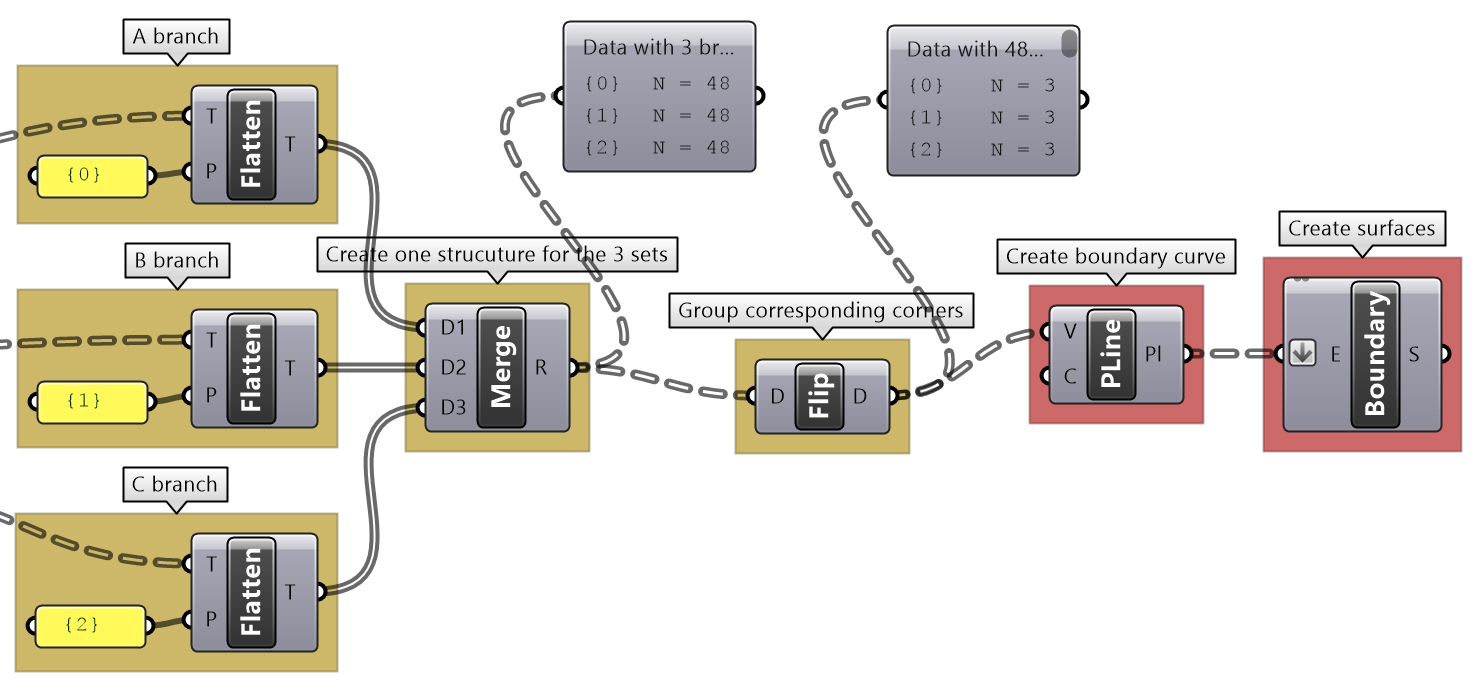 A branch
T
Flatten
T
{0}
P
B branch
T
Flatten
T
{1}
P
C branch
T
Flatten
T
{2}
P
Create one strucuture for the 3 sets
D1
D2
D3
Merge
R
Data with 3 br...
{0} N = 48
{1} N = 48
{2} N = 48
Group corresponding corners
D
Flip
D
Data with 48...
{0} N = 3
{1} N = 3
{2} N = 3
Create boundary curve
V
C
PLine
Pl
Create surfaces
E
Boundary
S